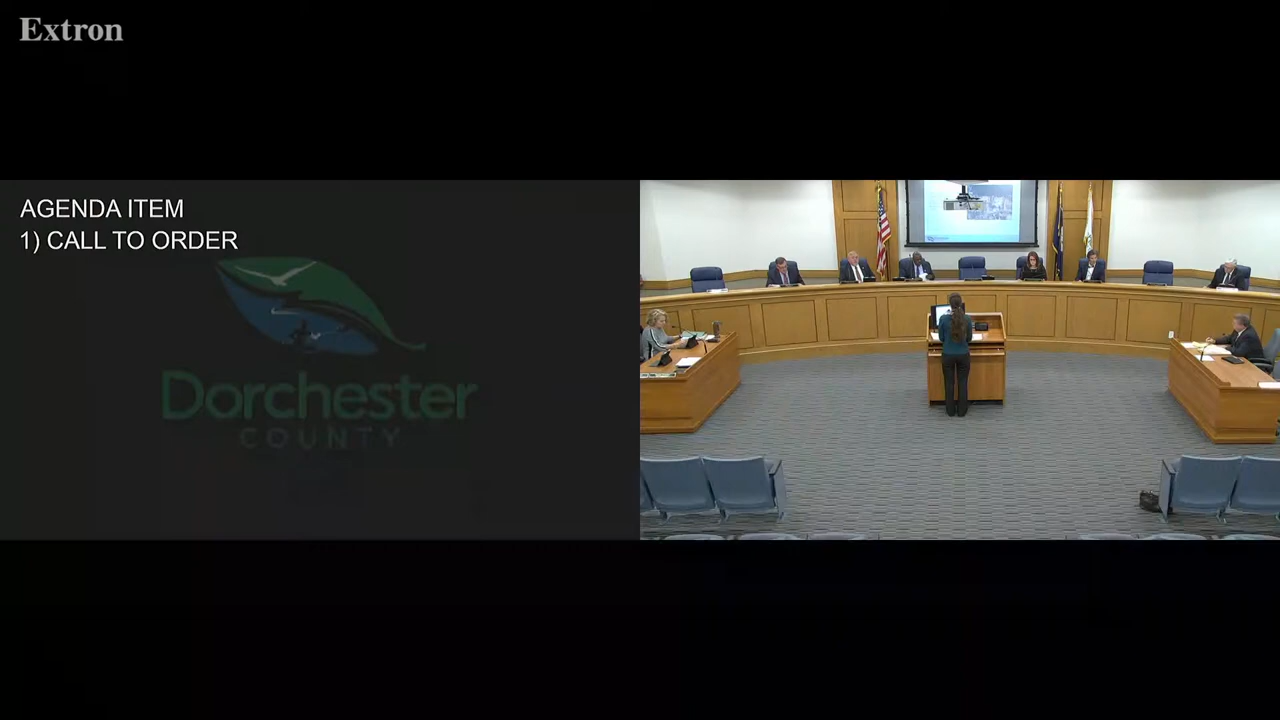 Extron
AGENDA ITEM
1) CALL TO ORDER
Dorchester
COUNTY